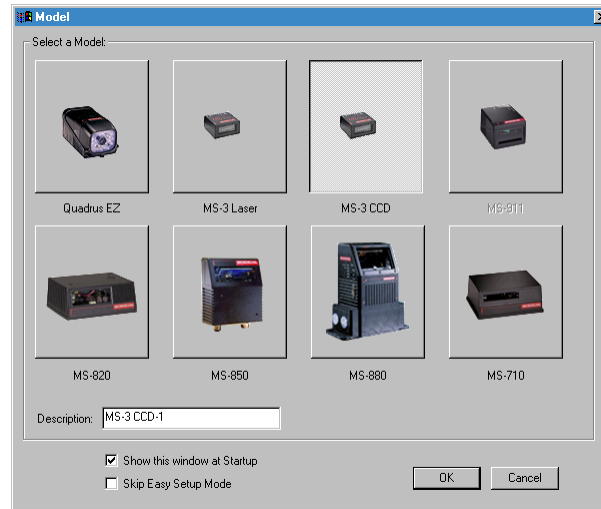 Model
Select a Model:
Quadrus EZ
MS-3 Laser
MS-3 CCD
MS-911
MS-820
MS-850
MS-880
MS-710
Description: MS-3 CCD-1
Show this window at Startup
Skip Easy Setup Mode
OK
Cancel